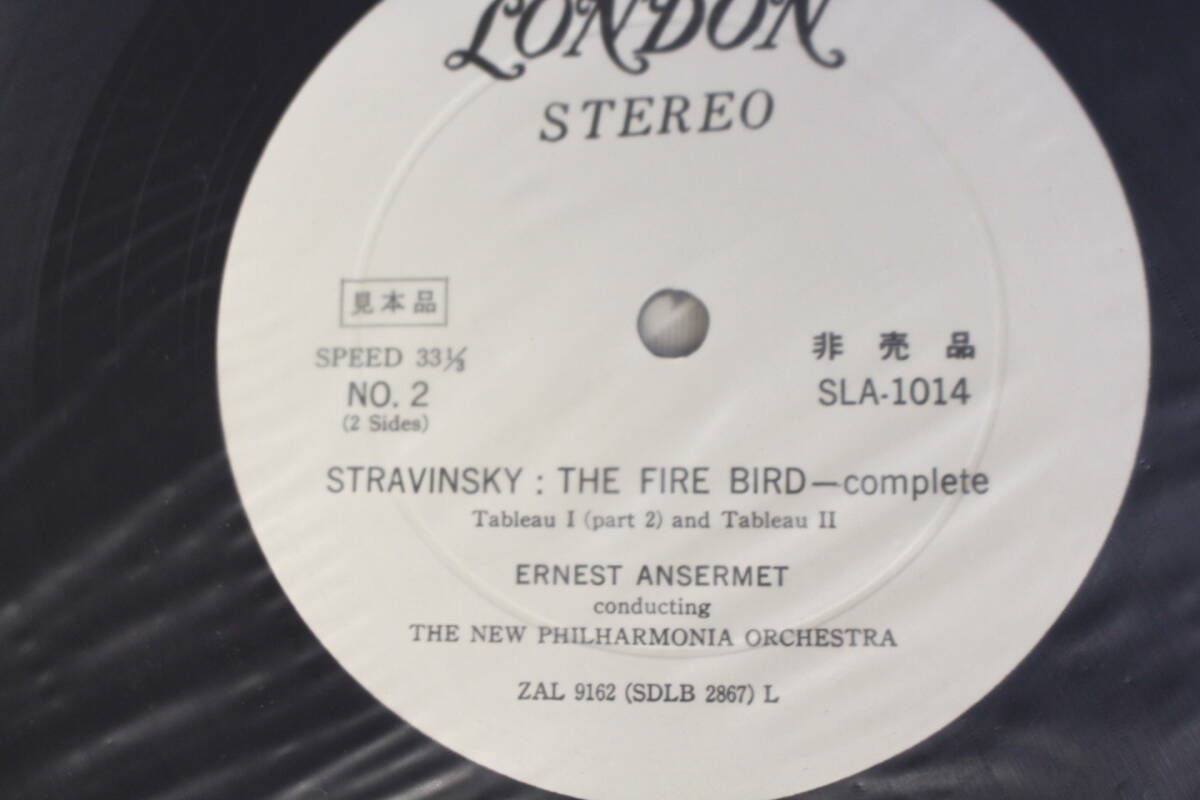 LONDON
STEREO
見本品
SPEED 33⅓
NO. 2
(2 Sides)
非売品
SLA-1014
STRAVINSKY : THE FIRE BIRD—complete
Tableau I (part 2) and Tableau II
ERNEST ANSERMET
conducting
THE NEW PHILHARMONIA ORCHESTRA
ZAL 9162 (SDLB 2867) L